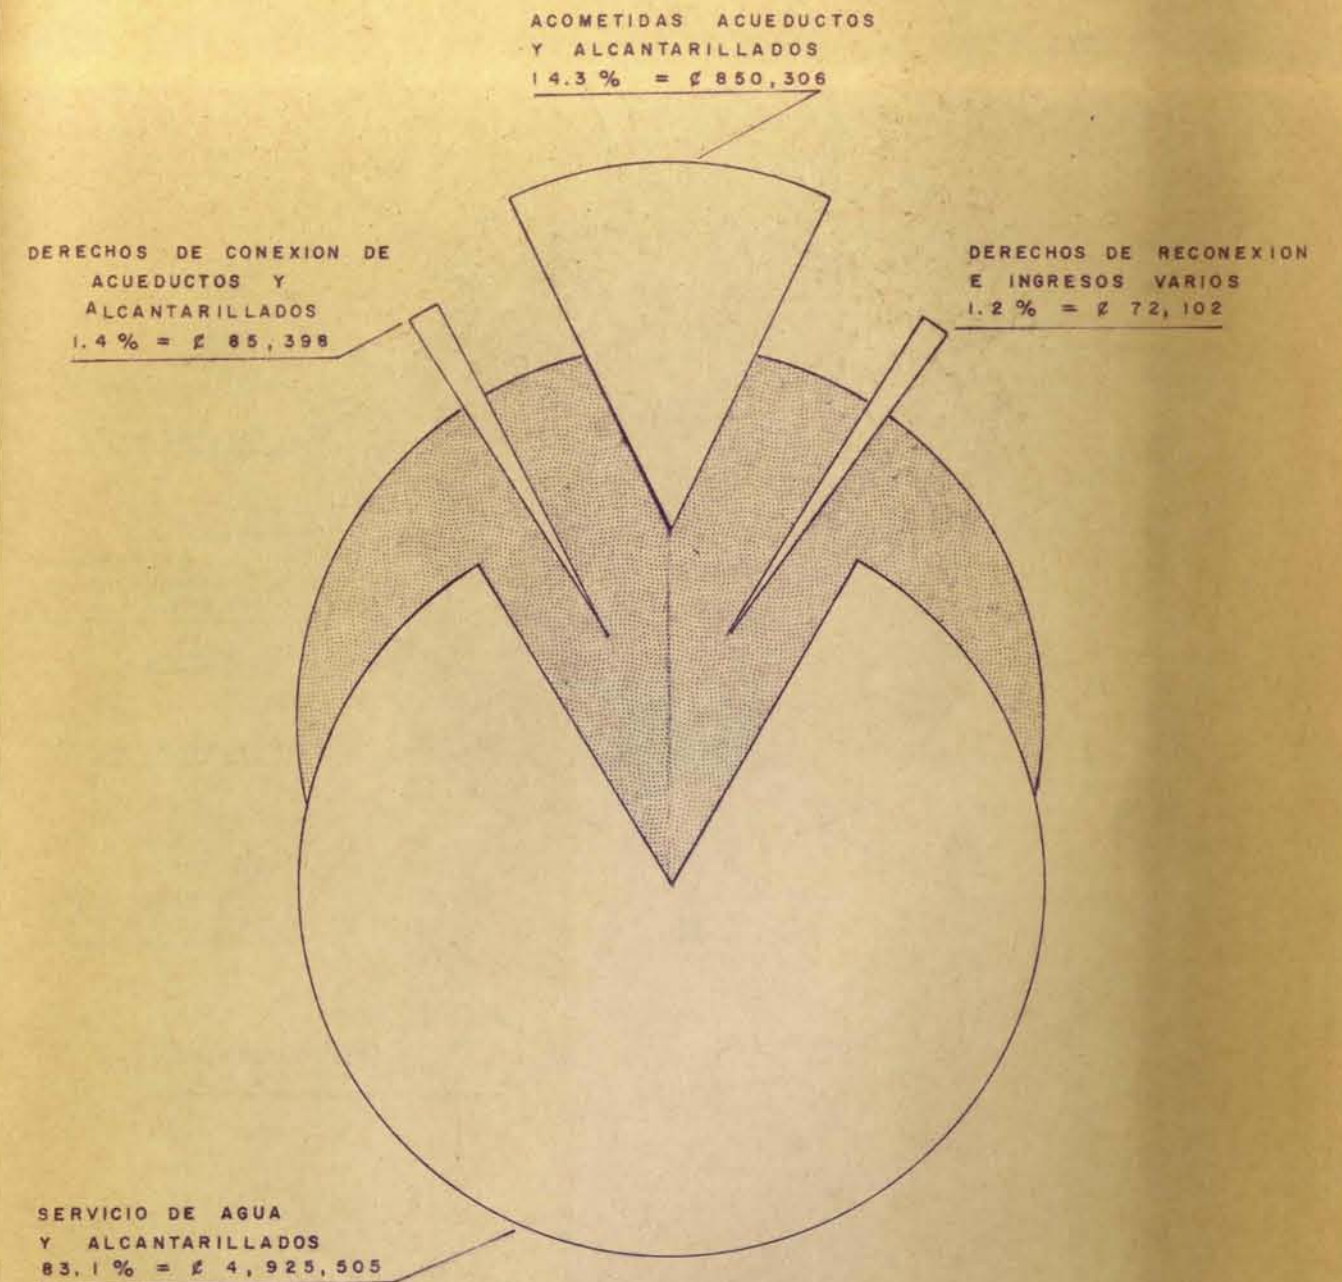 ACOMETIDAS ACUEDUCTOS
Y ALCANTARILLADOS
14.3 % = ₡ 850,306
DERECHOS DE CONEXION DE
ACUEDUCTOS Y
ALCANTARILLADOS
1.4 % = ₡ 85,398
DERECHOS DE RECONEXION
E INGRESOS VARIOS
1.2 % = ₡ 72,102
SERVICIO DE AGUA
Y ALCANTARILLADOS
83.1 % = ₡ 4,925,505